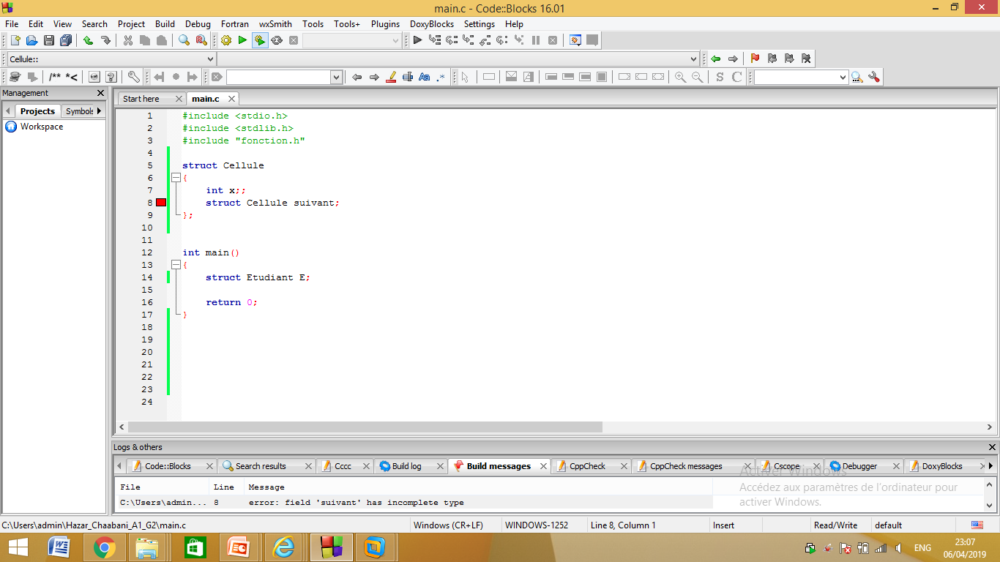 main.c - Code::Blocks 16.01
File Edit View Search Project Build Debug Fortran wxSmith Tools Tools+ Plugins DoxyBlocks Settings Help
Cellule::
/** *<
Aa .*
S C
Management
Projects Symbols
Workspace
Start here main.c
1 #include <stdio.h>
2 #include <stdlib.h>
3 #include "fonction.h"
4
5 struct Cellule
6 {
7 int x;;
8 struct Cellule suivant;
9 };
10
11
12 int main()
13 {
14 struct Etudiant E;
15
16 return 0;
17 }
18
19
20
21
22
23
24
Logs & others
Code::Blocks Search results Cccc Build log Build messages CppCheck CppCheck messages Cscope Debugger DoxyBlocks
File Line Message
C:\Users\admin... 8 error: field 'suivant' has incomplete type
Activer Windows
Accédez aux paramètres de l'ordinateur pour
activer Windows.
C:\Users\admin\Hazar_Chaabani_A1_G2\main.c Windows (CR+LF) WINDOWS-1252 Line 8, Column 1 Insert Read/Write default
ENG
23:07
06/04/2019